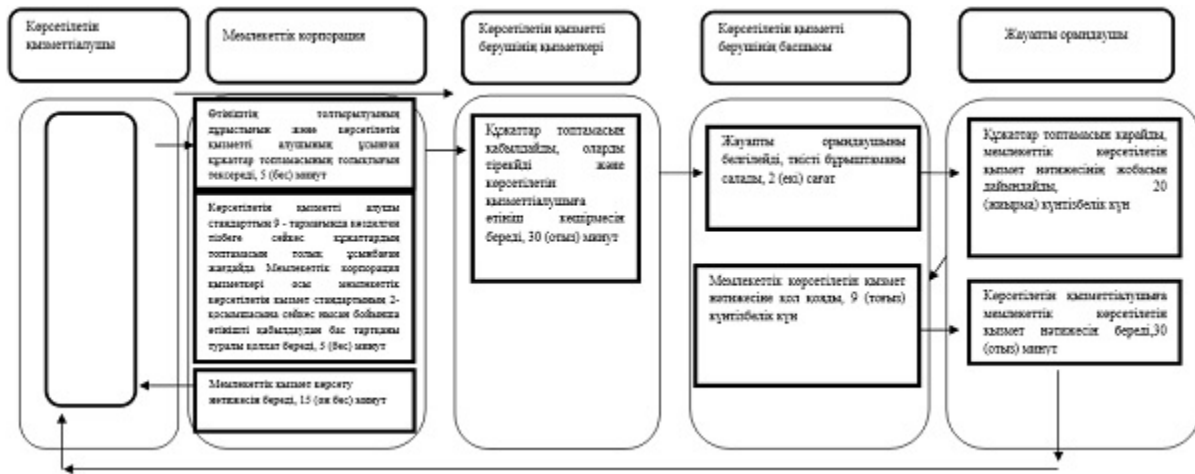 Көрсетілетін
қызметтіалушы
Мемлекеттік корпорация
Көрсетілетін қызметті
берушінің қызметкері
Көрсетілетін қызметті
берушінің басшысы
Жауапты орындаушы
Өтініштің толтырылуының
дұрыстығын және көрсетілетін
қызметті алушының ұсынған
құжаттар топтамасының толықтығын
тексереді, 5 (бес) минут
Көрсетілетін қызметті алушы
стандарттың 9 - тармағында көзделген
тізбеге сәйкес құжаттардың
топтамасын толық ұсынбаған
жағдайда Мемлекеттік корпорация
қызметкері осы мемлекеттік
көрсетілетін қызмет стандартының 2-
қосымшасына сәйкес нысан бойынша
өтінішті қабылдаудан бас тартқаны
туралы қолхат береді, 5 (бес) минут
Мемлекеттік қызмет көрсету
нәтижесін береді, 15 (он бес) минут
Құжаттар топтамасын
қабылдайды, оларды
тіркейді және
көрсетілетін
қызметтіалушыға
өтініш көшірмесін
береді, 30 (отыз) минут
Жауапты орындаушыны
белгілейді, тиісті бұрыштаманы
салады, 2 (екі) сағат
Мемлекеттік көрсетілетін қызмет
нәтижесіне қол қояды, 9 (тоғыз)
күнтізбелік күн
Құжаттар топтамасын қарайды,
мемлекеттік көрсетілетін
қызмет нәтижесінің жобасын
дайындайды, 20
(жиырма) күнтізбелік күн
Көрсетілетін қызметтіалушыға
мемлекеттік көрсетілетін
қызмет нәтижесін береді,30
(отыз) минут